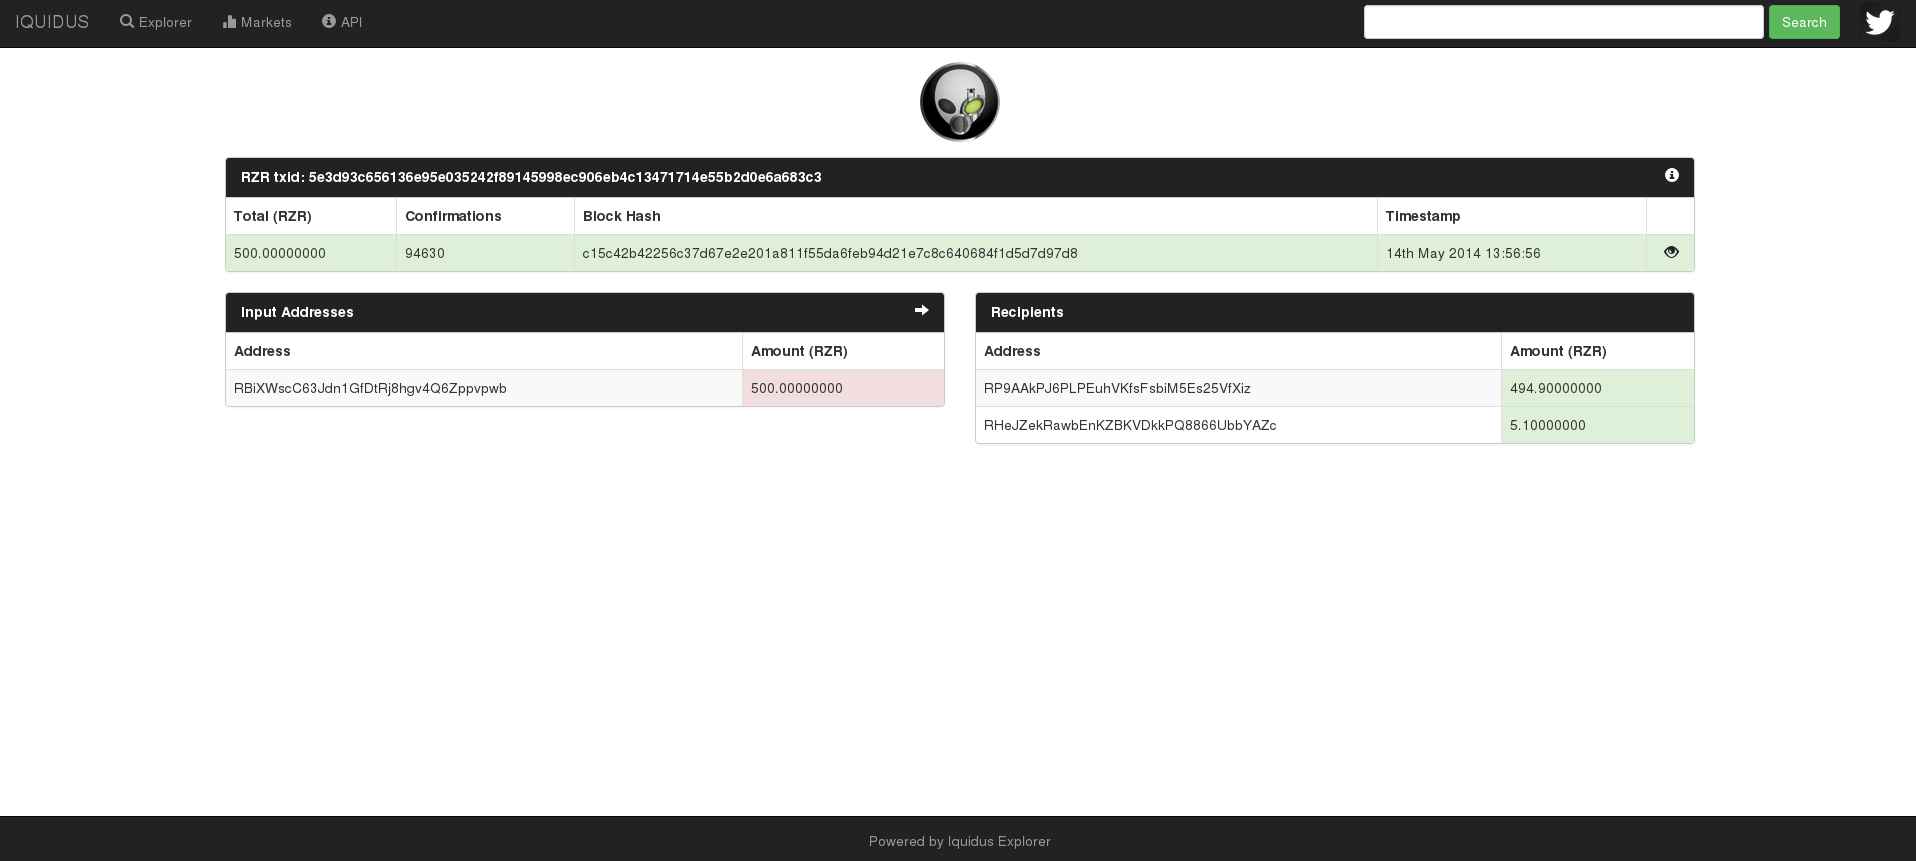 IQUIDUS Explorer Markets API Search
RZR txid: 5e3d93c656136e95e035242f89145998ec906eb4c13471714e55b2d0e6a683c3
Total (RZR) Confirmations Block Hash Timestamp
500.00000000 94630 c15c42b42256c37d67e2e201a811f55da6feb94d21e7c8c640684f1d5d7d97d8 14th May 2014 13:56:56
Input Addresses
Address Amount (RZR)
RBiXWscC63Jdn1GfDtRj8hgv4Q6Zppvpwb 500.00000000
Recipients
Address Amount (RZR)
RP9AAkPJ6PLPEuhVKfsFsbiM5Es25VfXiz 494.90000000
RHeJZekRawbEnKZBKVDkkPQ8866UbbYAZc 5.10000000
Powered by Iquidus Explorer